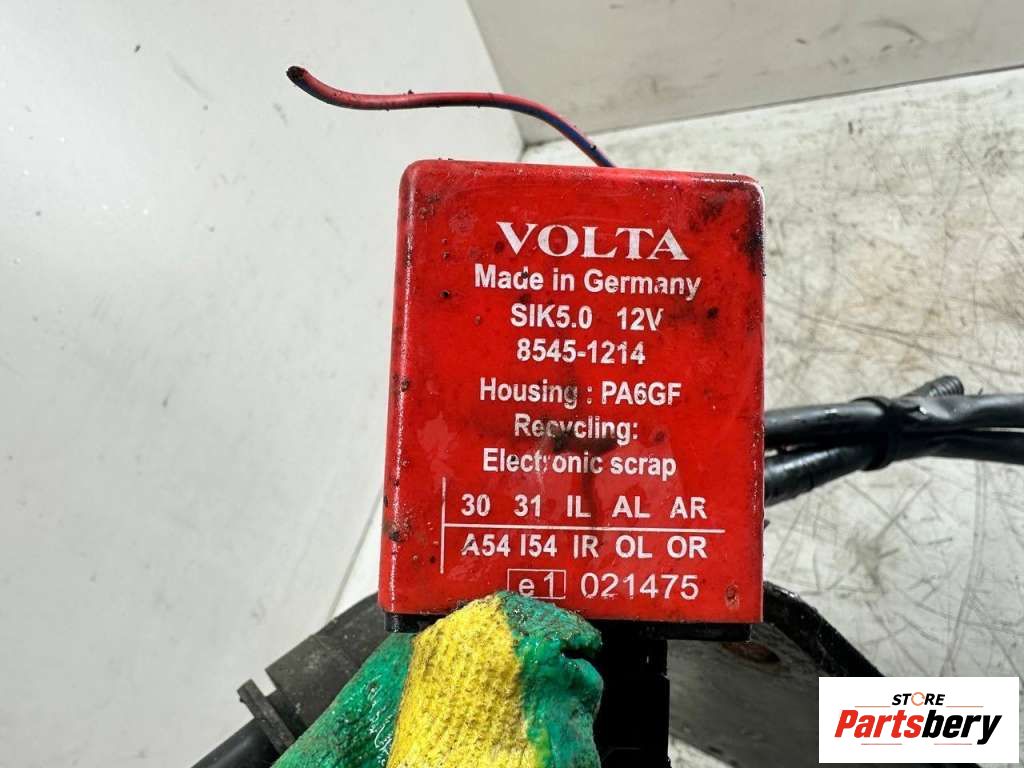 VOLTA
Made in Germany
SIK5.0 12V
8545-1214
Housing : PA6GF
Recycling:
Electronic scrap
30 31 IL AL AR
A54 I54 IR OL OR
e1 021475
STORE
Partsbery